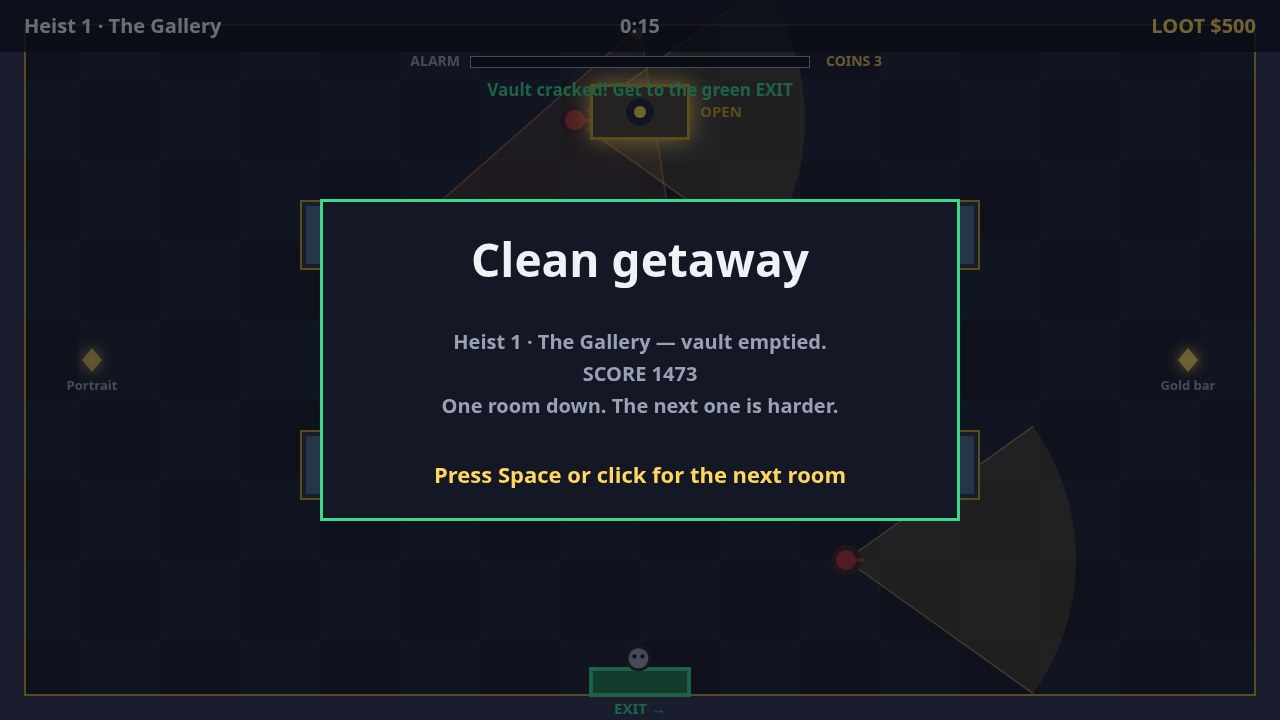 Heist 1 · The Gallery
0:15
LOOT $500
ALARM
COINS 3
Vault cracked! Get to the green EXIT
OPEN
Clean getaway
Heist 1 · The Gallery — vault emptied.
SCORE 1473
One room down. The next one is harder.
Press Space or click for the next room
Portrait
Gold bar
EXIT →